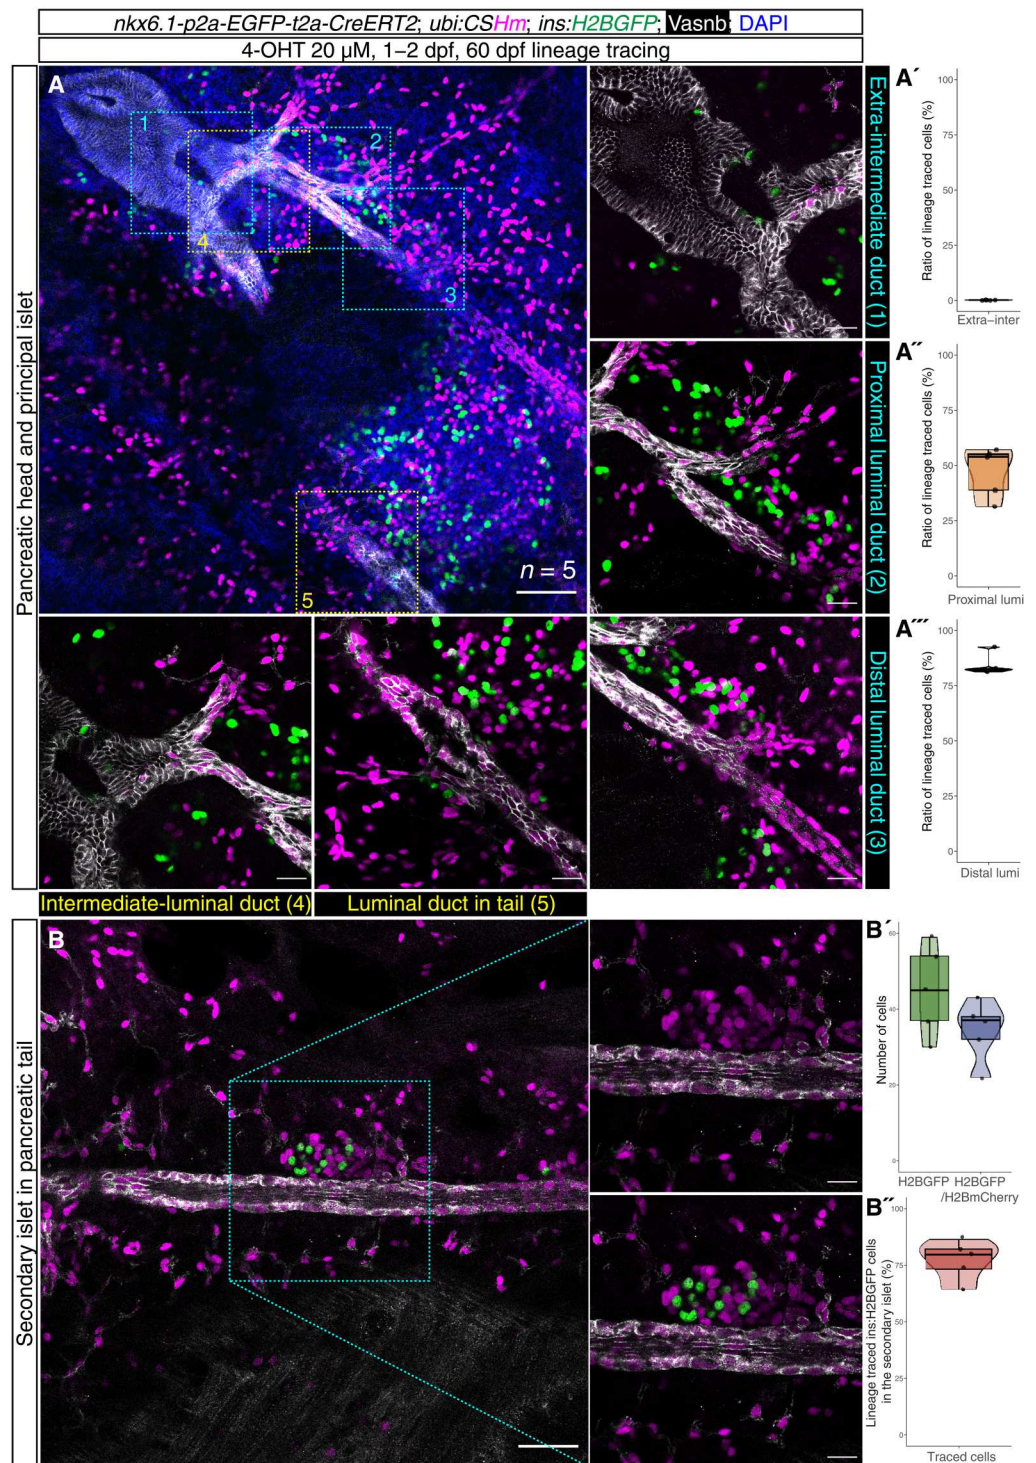 nkx6.1-p2a-EGFP-t2a-CreERT2; ubi:CSHm; ins:H2BGFP; Vasnb; DAPI
4-OHT 20 µM, 1–2 dpf, 60 dpf lineage tracing
Pancreatic head and principal islet
A
1
2
3
4
5
n = 5
Extra-intermediate duct (1)
A′
Ratio of lineage traced cells (%)
100
75
50
25
0
Extra−inter
Proximal luminal duct (2)
A″
Ratio of lineage traced cells (%)
100
75
50
25
0
Proximal lumi
Distal luminal duct (3)
A‴
Ratio of lineage traced cells (%)
100
75
50
25
0
Distal lumi
Intermediate-luminal duct (4)
Luminal duct in tail (5)
Secondary islet in pancreatic tail
B
B′
Number of cells
60
40
20
0
H2BGFP
H2BGFP
/H2BmCherry
B″
Lineage traced ins:H2BGFP cells
in the secondary islet (%)
100
75
50
25
0
Traced cells